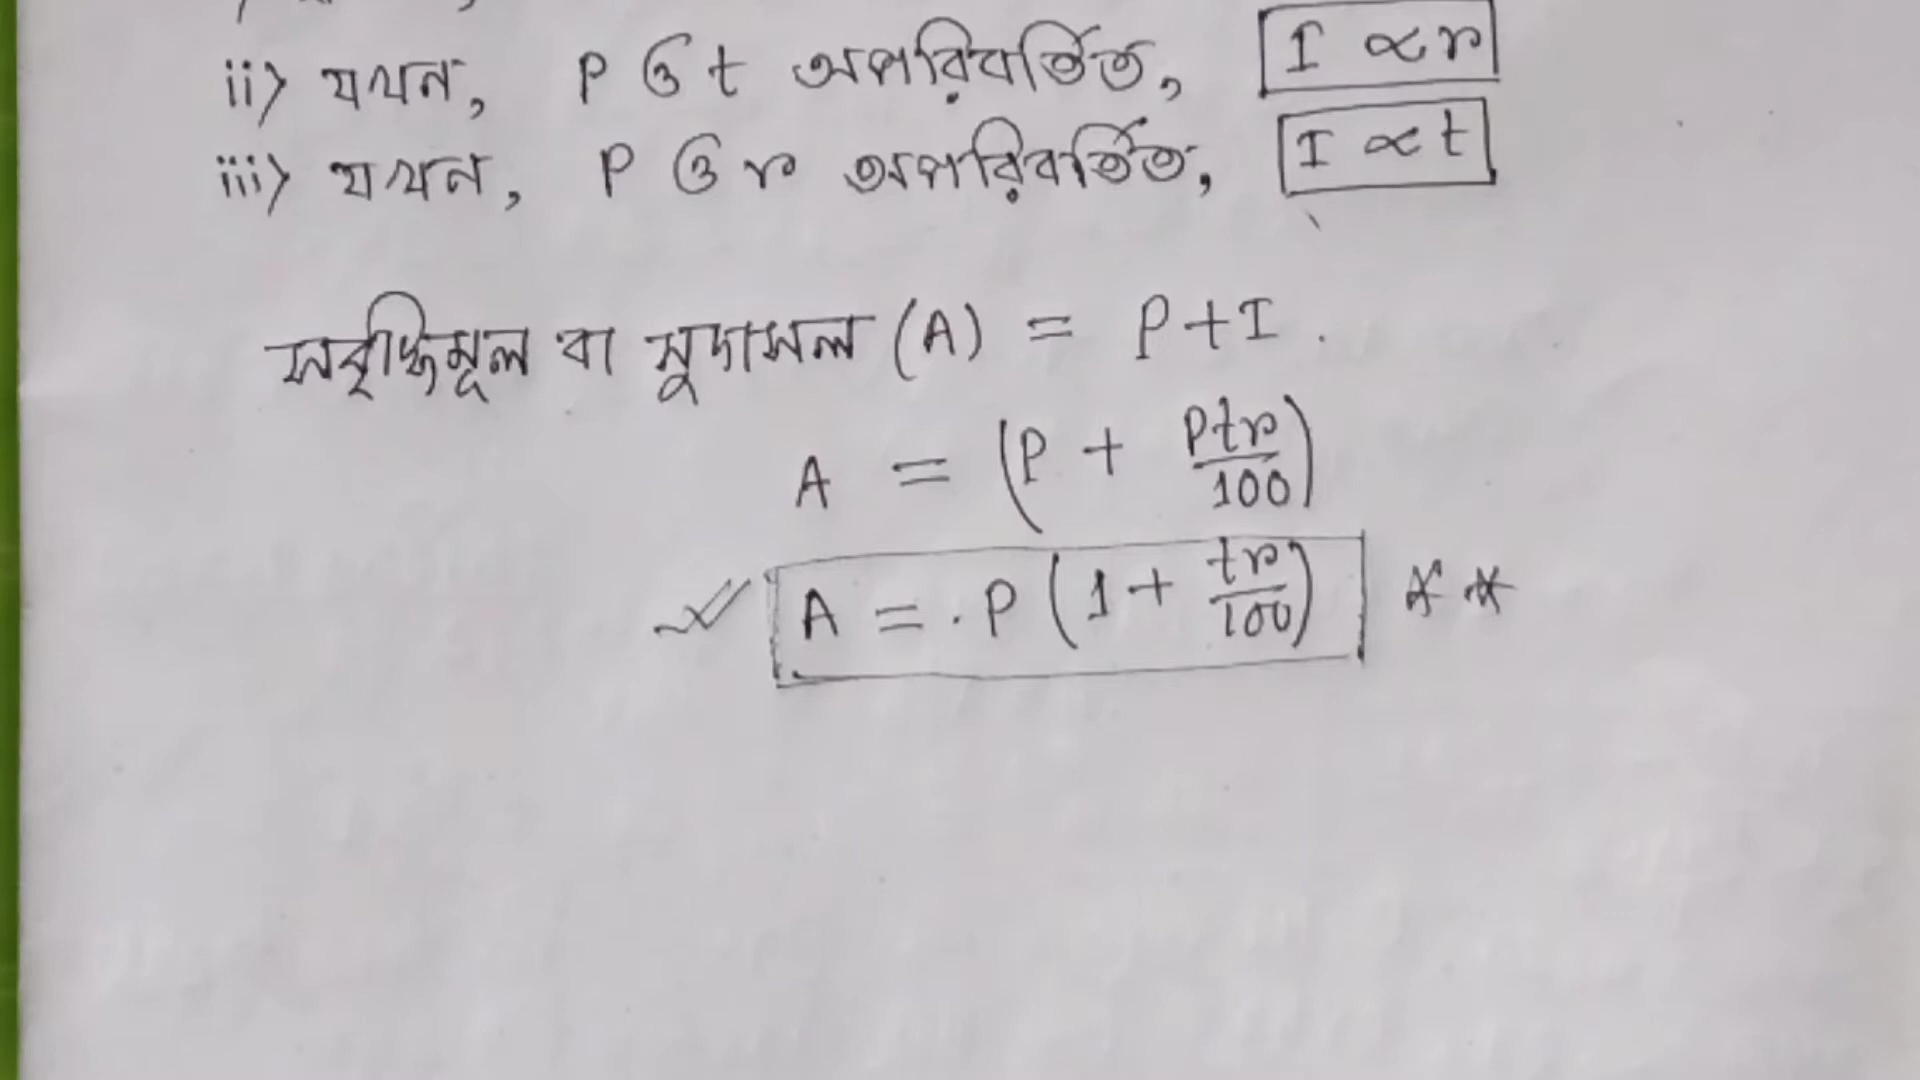 ii) যখন, P ও t অপরিবর্তিত, I ∝ r
iii) যখন, P ও r অপরিবর্তিত, I ∝ t
সবৃদ্ধিমূল বা সুদাসল (A) = P + I .
A = (P + Ptr/100)
A = . P (1 + tr/100) * *